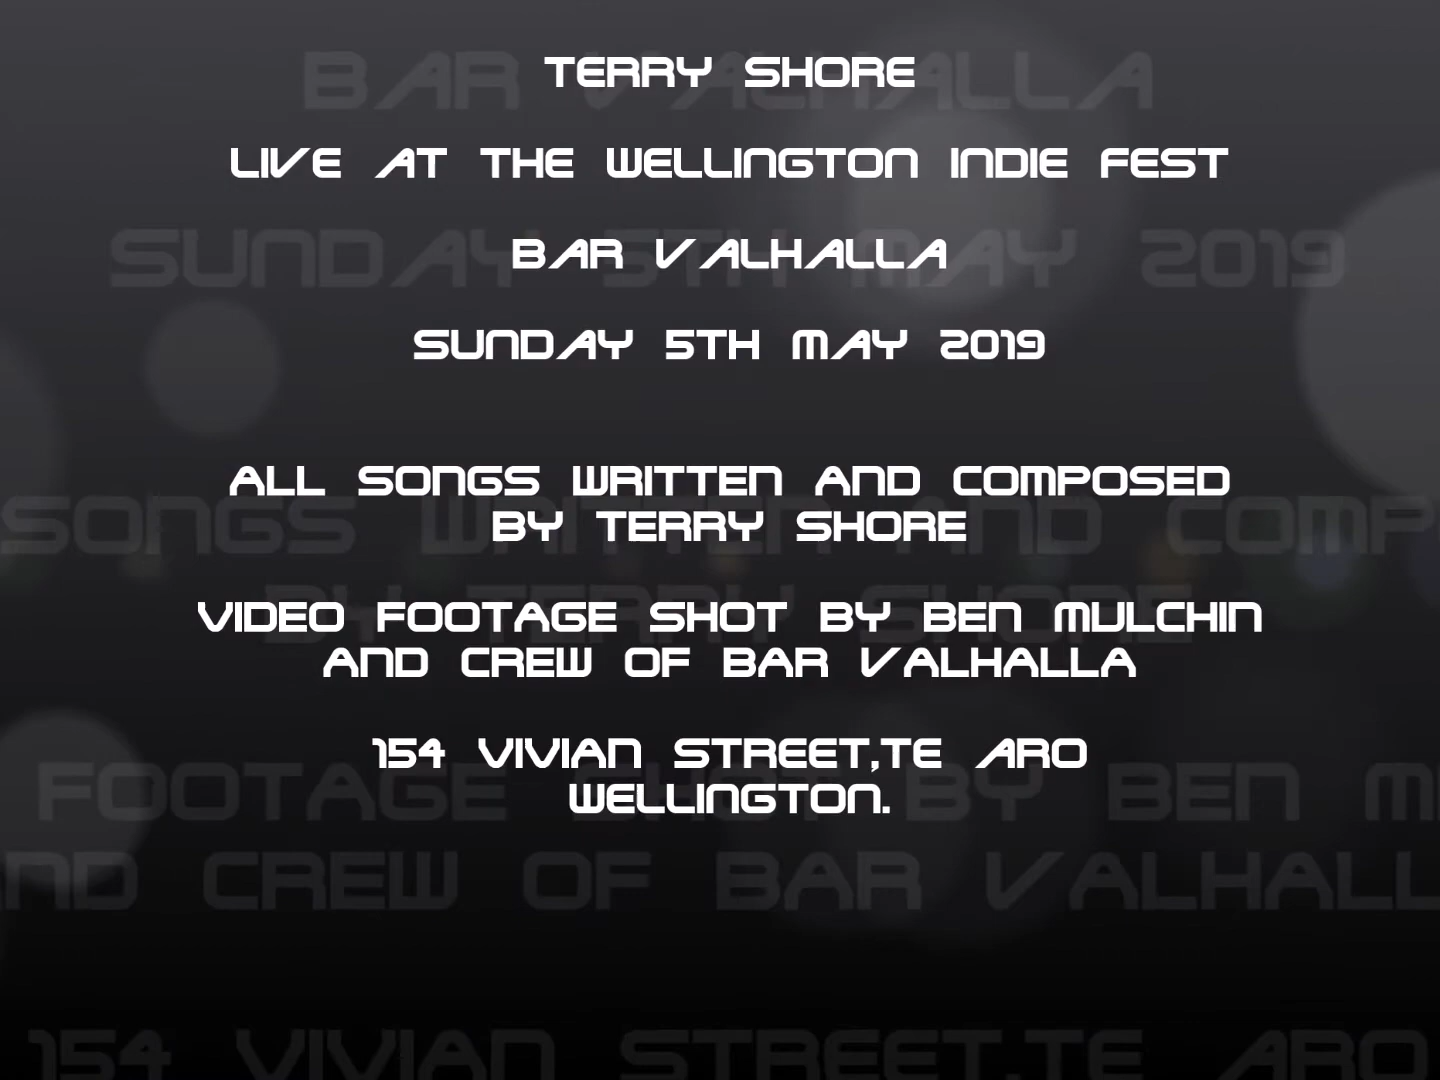 TERRY SHORE
LIVE AT THE WELLINGTON INDIE FEST
BAR VALHALLA
SUNDAY 5TH MAY 2019
ALL SONGS WRITTEN AND COMPOSED
BY TERRY SHORE
VIDEO FOOTAGE SHOT BY BEN MULCHIN
AND CREW OF BAR VALHALLA
154 VIVIAN STREET,TE ARO
WELLINGTON.